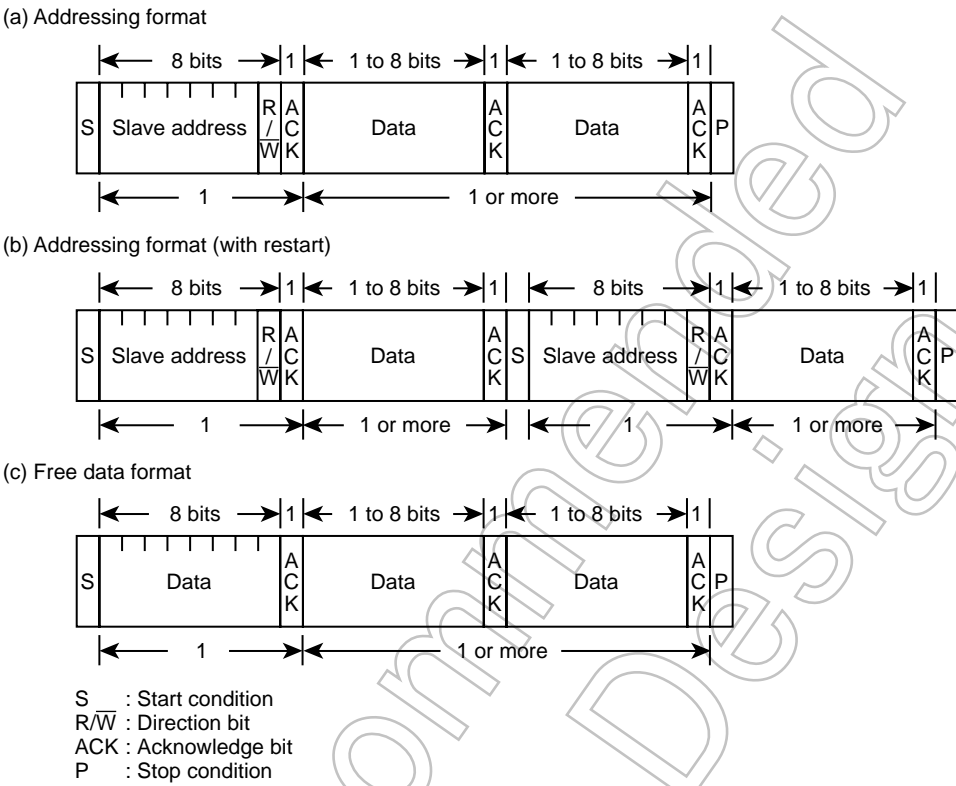 (a) Addressing format
8 bits 1 1 to 8 bits 1 1 to 8 bits 1
S Slave address R/W̅ ACK Data ACK Data ACK P
1 1 or more
(b) Addressing format (with restart)
8 bits 1 1 to 8 bits 1 8 bits 1 1 to 8 bits 1
S Slave address R/W̅ ACK Data ACK S Slave address R/W̅ ACK Data ACK P
1 1 or more 1 1 or more
(c) Free data format
8 bits 1 1 to 8 bits 1 1 to 8 bits 1
S Data ACK Data ACK Data ACK P
1 1 or more
S : Start condition
R/W̅ : Direction bit
ACK : Acknowledge bit
P : Stop condition
ommended
Design